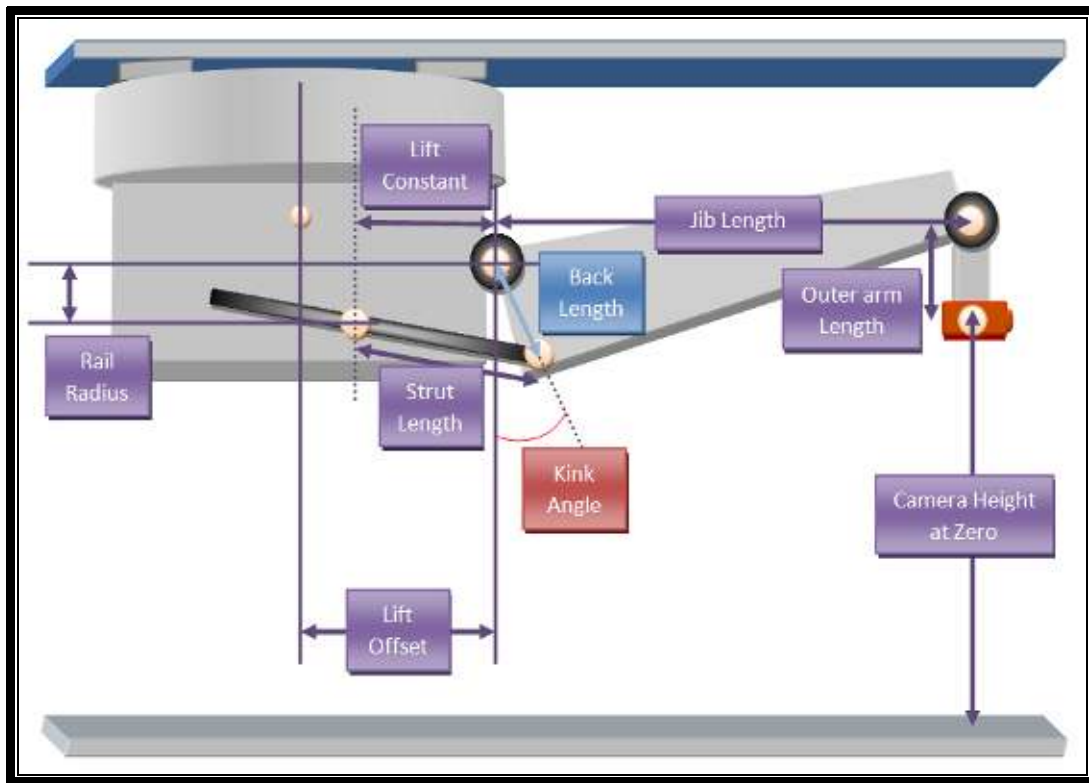 Lift
Constant
Jib Length
Back
Length
Outer arm
Length
Rail
Radius
Strut
Length
Kink
Angle
Camera Height
at Zero
Lift
Offset